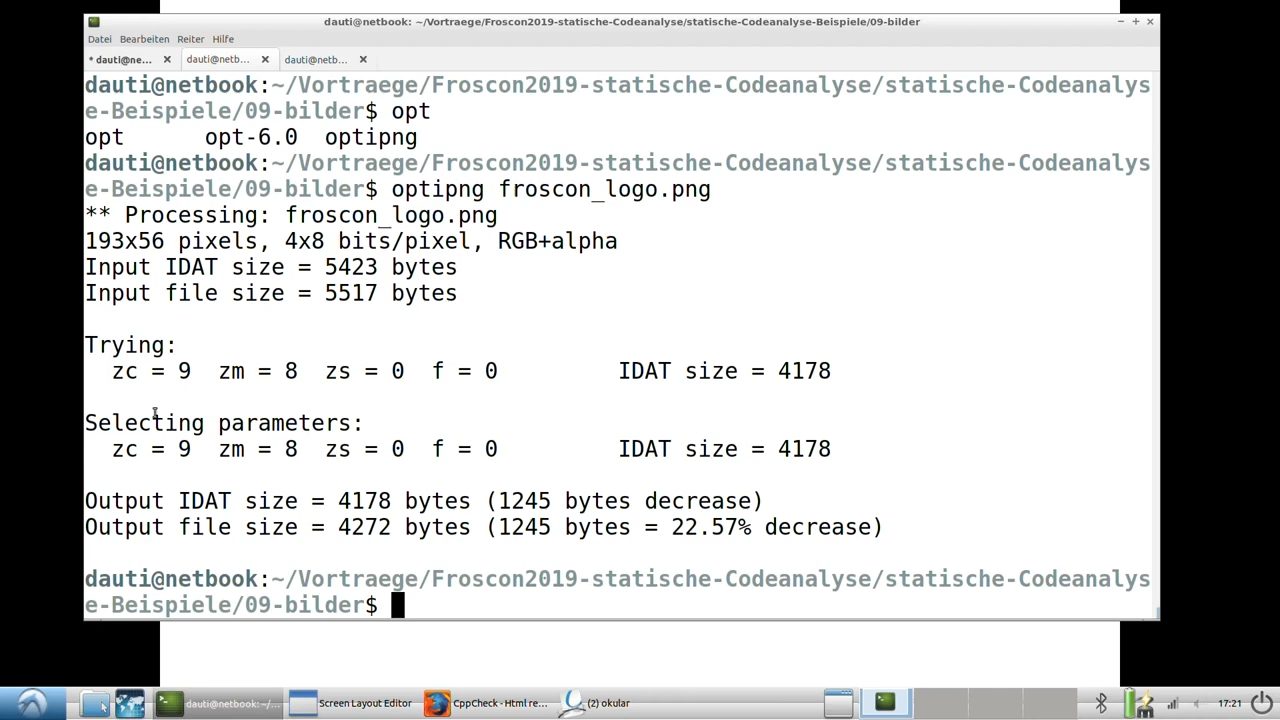 dauti@netbook: ~/Vortraege/Froscon2019-statische-Codeanalyse/statische-Codeanalyse-Beispiele/09-bilder
Datei Bearbeiten Reiter Hilfe
* dauti@ne... dauti@netb... dauti@netb...
dauti@netbook:~/Vortraege/Froscon2019-statische-Codeanalyse/statische-Codeanalys
e-Beispiele/09-bilder$ opt
opt opt-6.0 optipng
dauti@netbook:~/Vortraege/Froscon2019-statische-Codeanalyse/statische-Codeanalys
e-Beispiele/09-bilder$ optipng froscon_logo.png
** Processing: froscon_logo.png
193x56 pixels, 4x8 bits/pixel, RGB+alpha
Input IDAT size = 5423 bytes
Input file size = 5517 bytes
Trying:
zc = 9 zm = 8 zs = 0 f = 0 IDAT size = 4178
Selecting parameters:
zc = 9 zm = 8 zs = 0 f = 0 IDAT size = 4178
Output IDAT size = 4178 bytes (1245 bytes decrease)
Output file size = 4272 bytes (1245 bytes = 22.57% decrease)
dauti@netbook:~/Vortraege/Froscon2019-statische-Codeanalyse/statische-Codeanalys
e-Beispiele/09-bilder$
dauti@netbook: ~/... Screen Layout Editor CppCheck - Html re... (2) okular 17:21